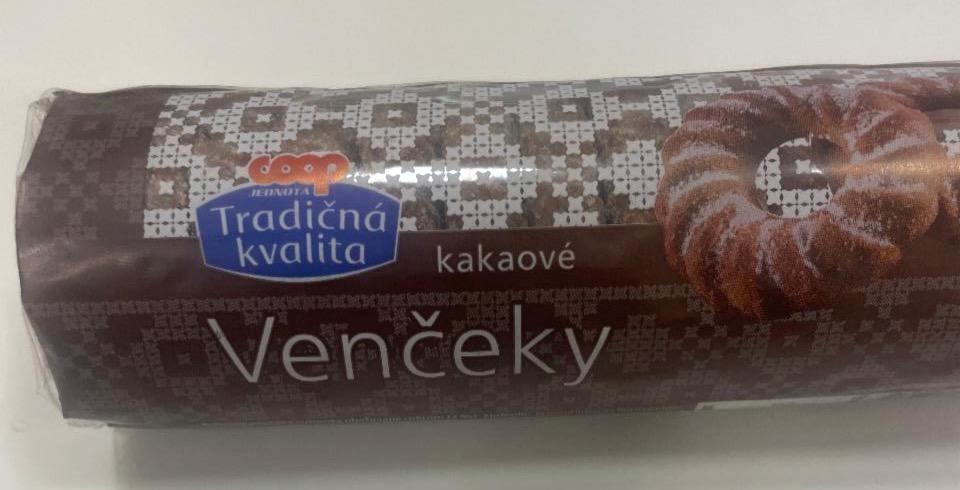 coop
JEDNOTA
Tradičná
kvalita
kakaové
Venčeky